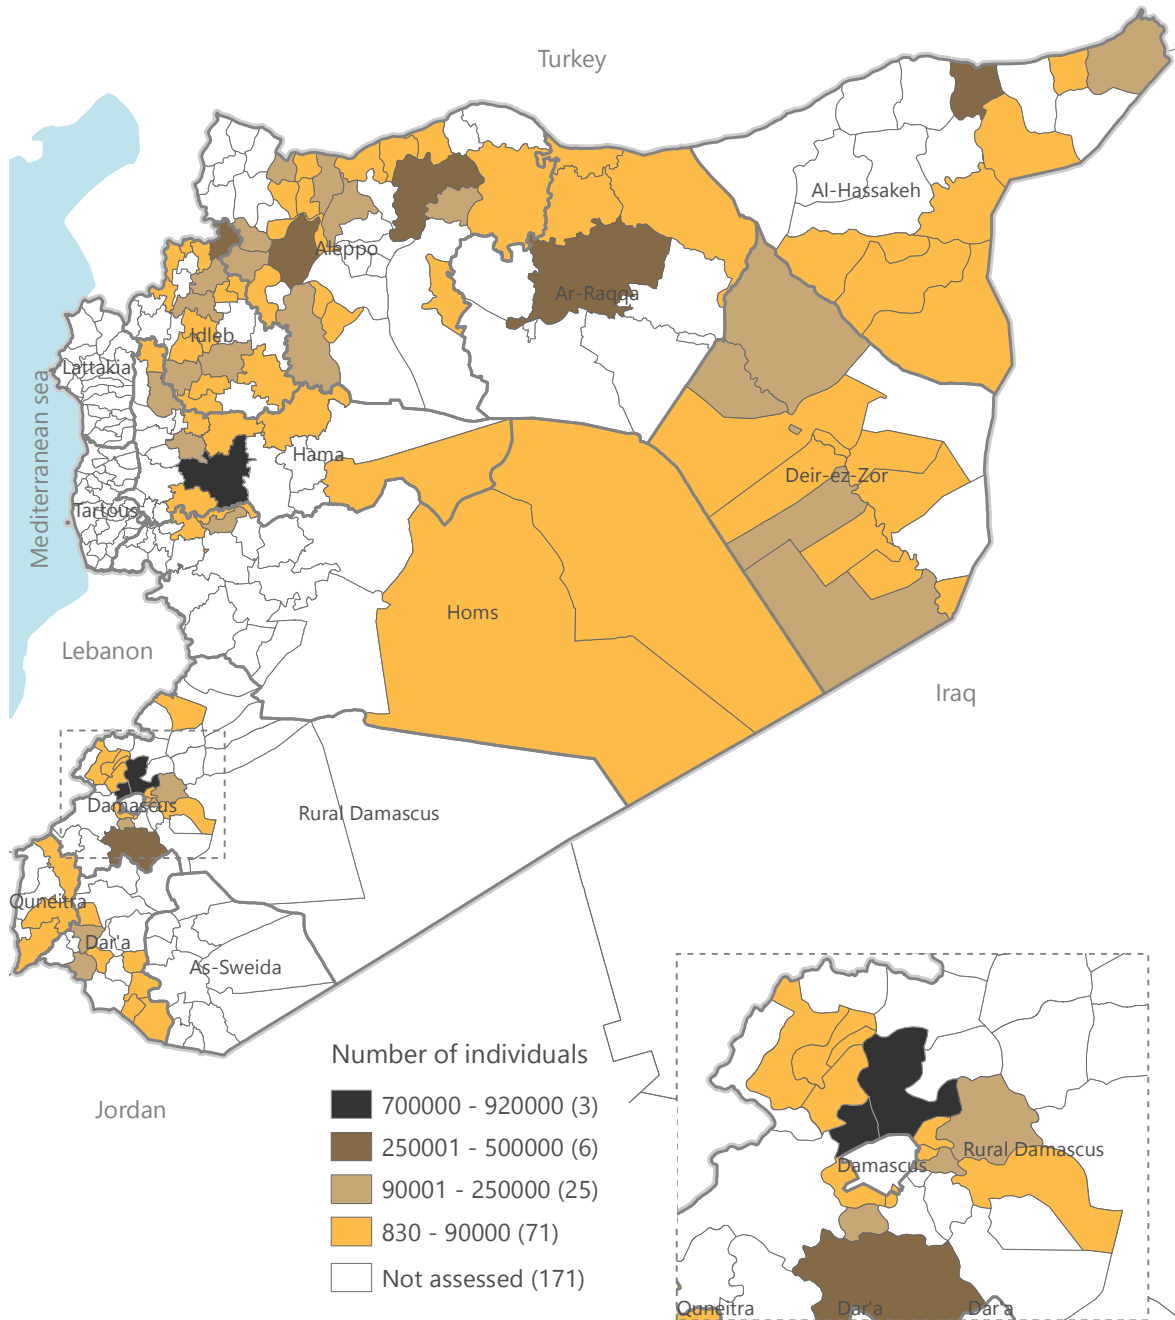 Turkey
Al-Hassakeh
Aleppo
Ar-Raqqa
Idleb
Lattakia
Mediterranean sea
Hama
Deir-ez-Zor
Tartous
Homs
Lebanon
Iraq
Damascus
Rural Damascus
Quneitra
Dar'a
As-Sweida
Jordan
Number of individuals
700000 - 920000 (3)
250001 - 500000 (6)
90001 - 250000 (25)
830 - 90000 (71)
Not assessed (171)
Rural Damascus
Damascus
Quneitra
Dar'a
Dar'a